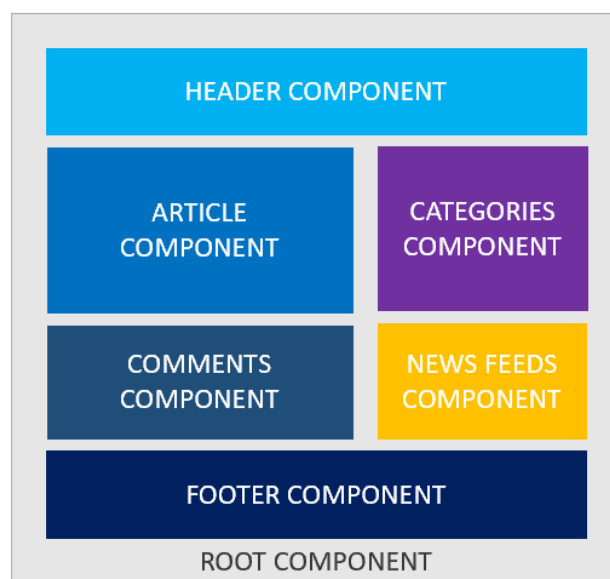 HEADER COMPONENT
ARTICLE
COMPONENT
CATEGORIES
COMPONENT
COMMENTS
COMPONENT
NEWS FEEDS
COMPONENT
FOOTER COMPONENT
ROOT COMPONENT